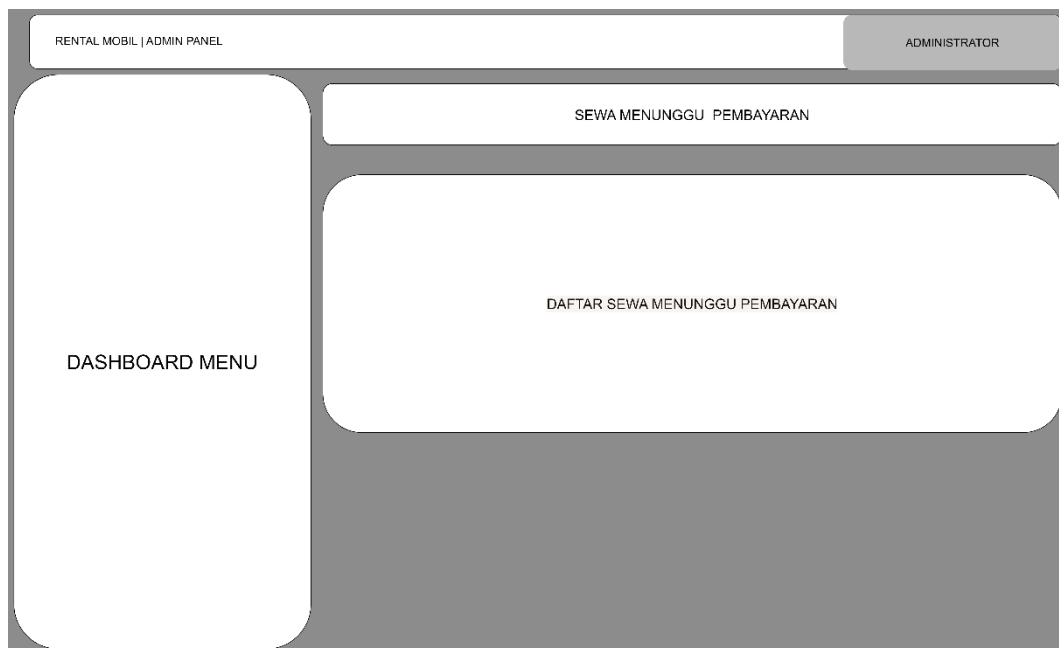 RENTAL MOBIL | ADMIN PANEL
ADMINISTRATOR
SEWA MENUNGGU PEMBAYARAN
DAFTAR SEWA MENUNGGU PEMBAYARAN
DASHBOARD MENU